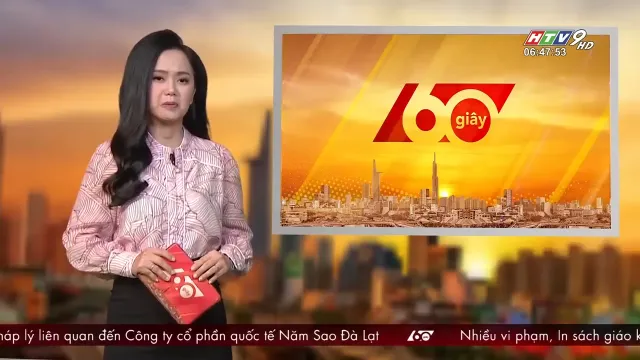 HTV9 HD
06:47:53
60 giây
háp lý liên quan đến Công ty cổ phần quốc tế Năm Sao Đà Lạt
60
Nhiều vi phạm, In sách giáo k